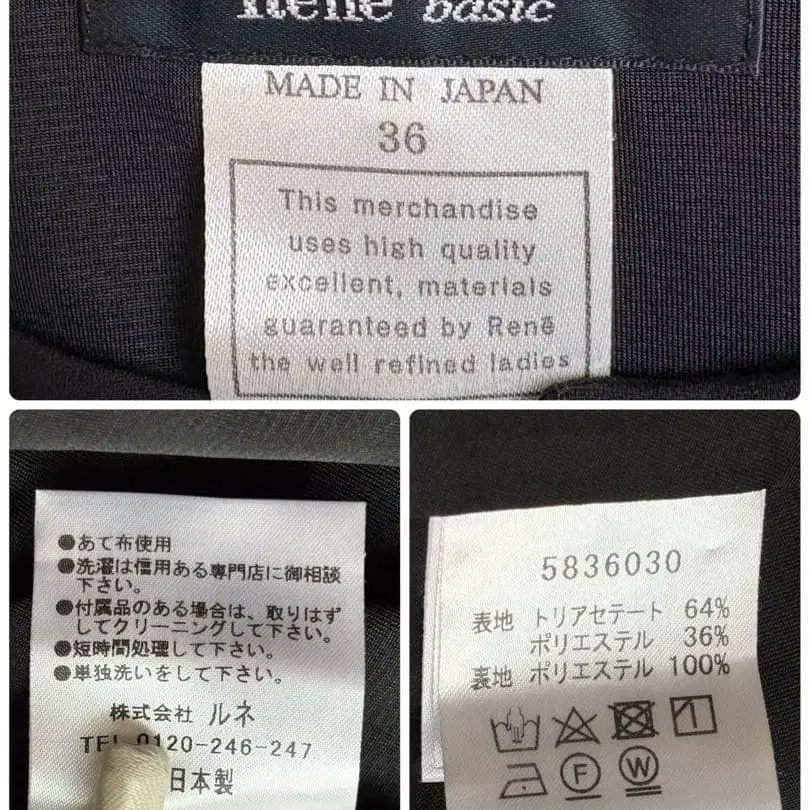 René basic
MADE IN JAPAN
36
This merchandise
uses high quality
excellent, materials
guaranteed by René
the well refined ladies
●あて布使用
●洗濯は信用ある専門店に御相談
下さい。
●付属品のある場合は、取りはず
してクリーニングして下さい。
●短時間処理して下さい。
●単独洗いをして下さい。
株式会社 ルネ
TEL 0120-246-247
日本製
5836030
表地 トリアセテート 64%
ポリエステル 36%
表地 ポリエステル 100%
F
W